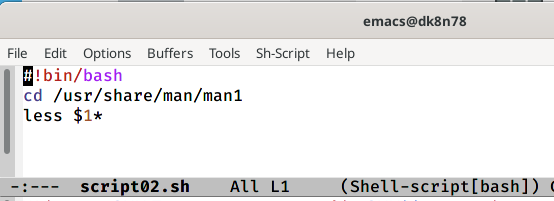 emacs@dk8n78
File Edit Options Buffers Tools Sh-Script Help
#!bin/bash
cd /usr/share/man/man1
less $1*
-:--- script02.sh All L1 (Shell-script[bash])